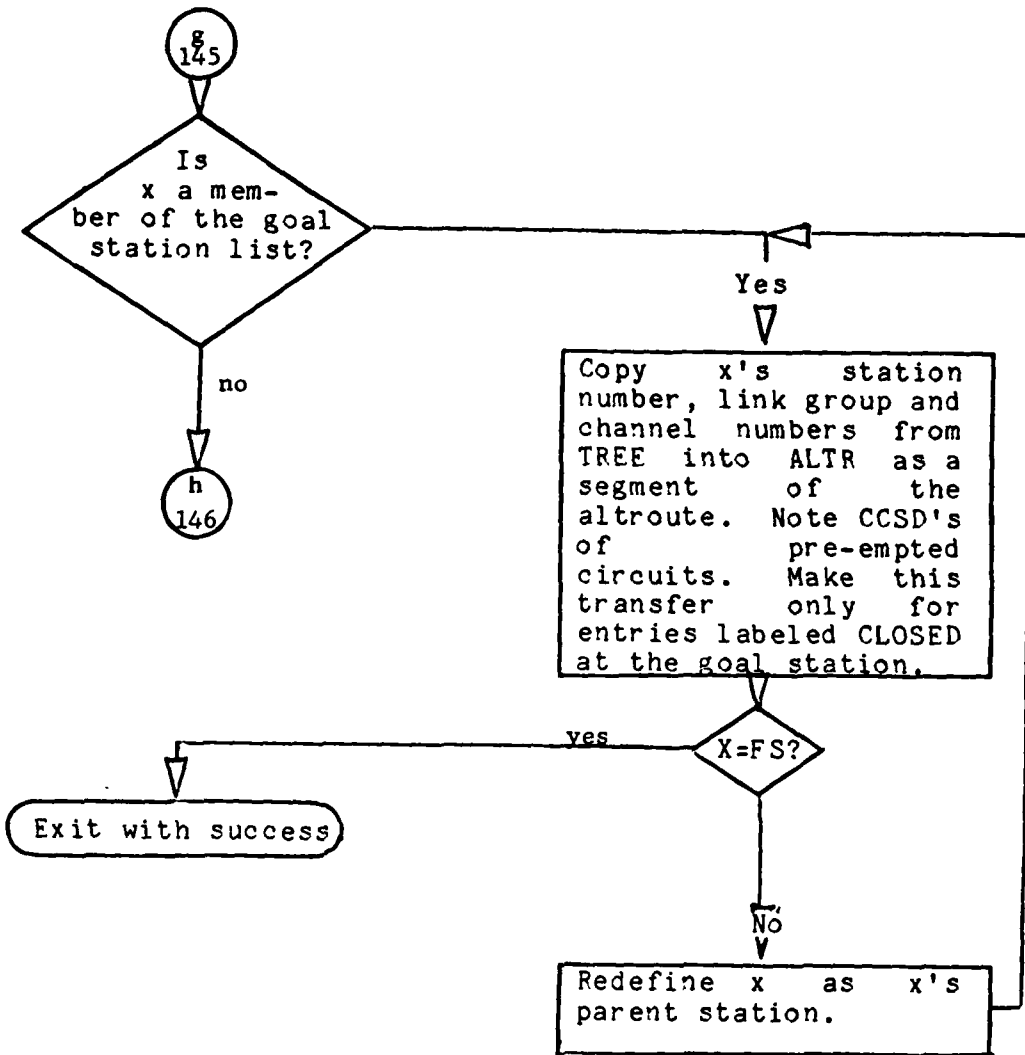 g
145
Is
x a mem-
ber of the goal
station list?
Yes
no
h
146
Copy x's station
number, link group and
channel numbers from
TREE into ALTR as a
segment of the
altroute. Note CCSD's
of pre-empted
circuits. Make this
transfer only for
entries labeled CLOSED
at the goal station.
yes
X=FS?
Exit with success
No
Redefine x as x's
parent station.